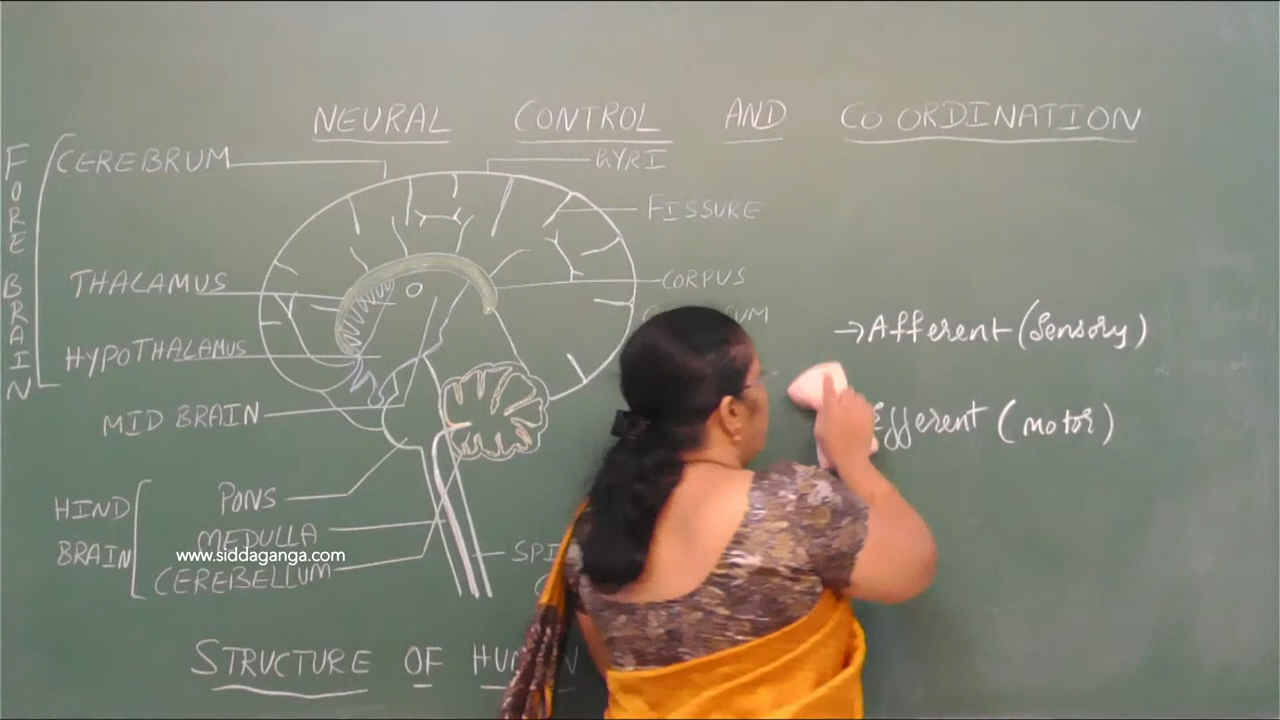 NEURAL CONTROL AND CO ORDINATION
FORE BRAIN
CEREBRUM
GYRI
FISSURE
THALAMUS
CORPUS
HYPOTHALAMUS
MID BRAIN
HIND
BRAIN
PONS
MEDULLA
www.siddaganga.com
CEREBELLUM
→Afferent (Sensory)
Efferent (motor)
STRUCTURE OF